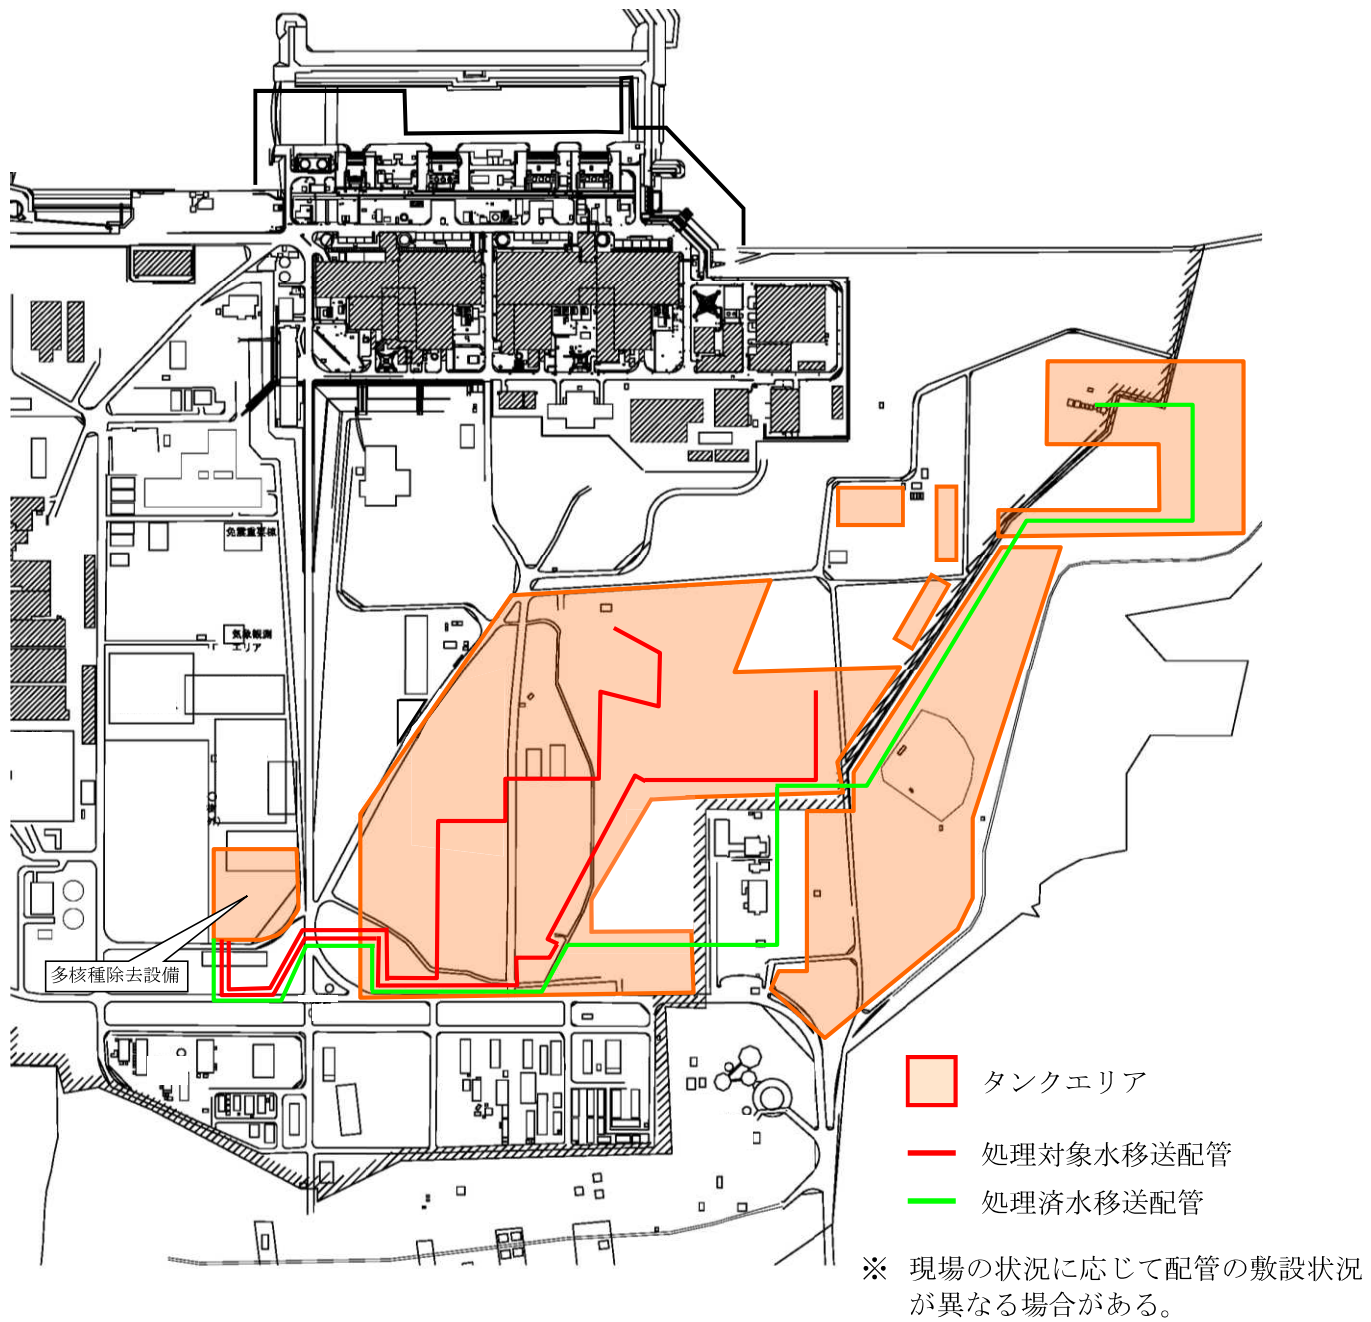 免震重要棟
気象観測
エリア
多核種除去設備
タンクエリア
処理対象水移送配管
処理済水移送配管
※ 現場の状況に応じて配管の敷設状況
が異なる場合がある。